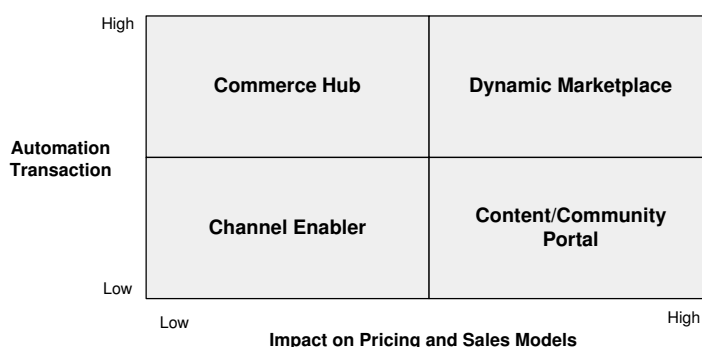 High
Commerce Hub
Dynamic Marketplace
Automation
Transaction
Channel Enabler
Content/Community
Portal
Low
Low
High
Impact on Pricing and Sales Models